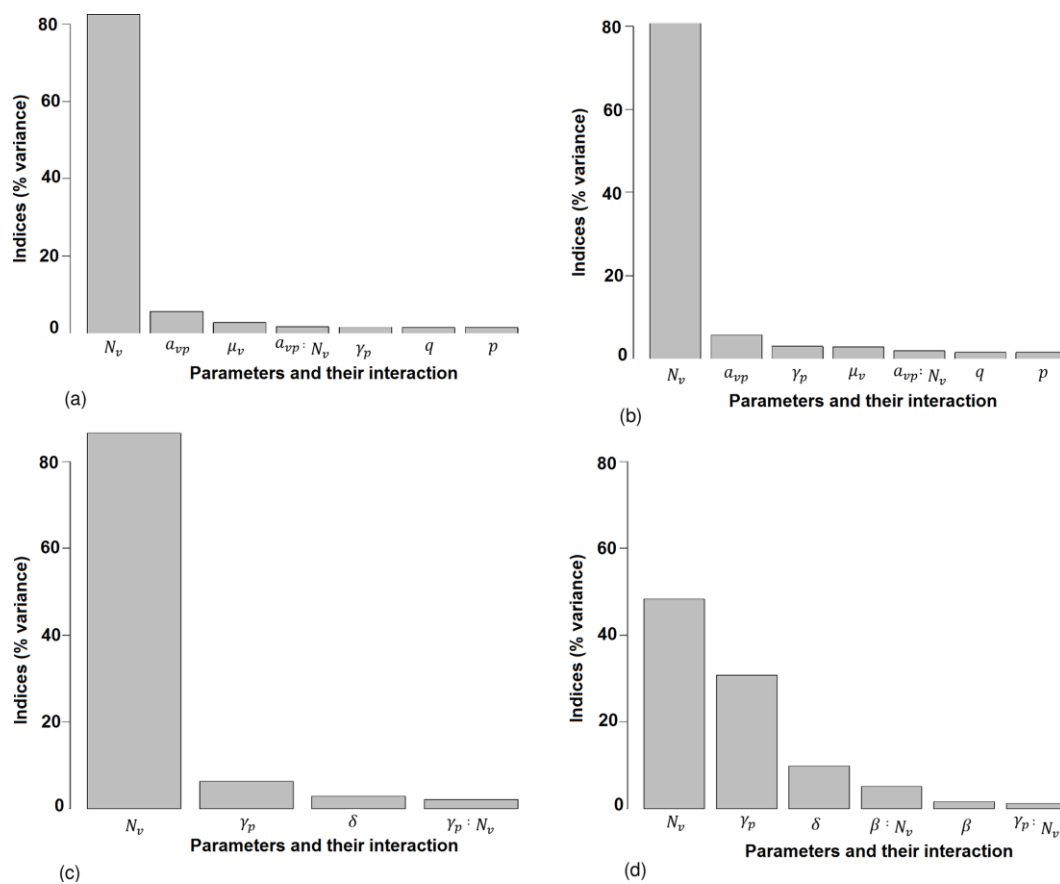 80
60
40
20
0
Indices (% variance)
N_v a_vp μ_v a_vp : N_v γ_p q p
Parameters and their interaction
(a)
80
60
40
20
0
Indices (% variance)
N_v a_vp γ_p μ_v a_vp : N_v q p
Parameters and their interaction
(b)
80
60
40
20
0
Indices (% variance)
N_v γ_p δ γ_p : N_v
Parameters and their interaction
(c)
80
60
40
20
0
Indices (% variance)
N_v γ_p δ β : N_v β γ_p : N_v
Parameters and their interaction
(d)